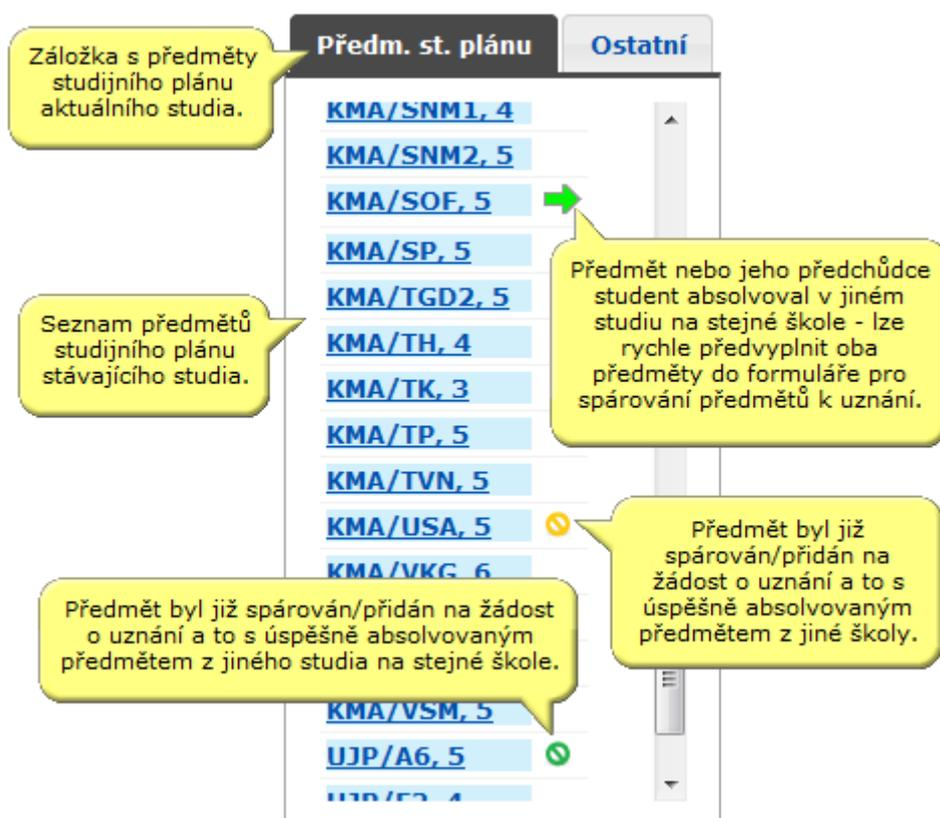 Záložka s předměty
studijního plánu
aktuálního studia.
Předm. st. plánu
Ostatní
KMA/SNM1, 4
KMA/SNM2, 5
KMA/SOF, 5
KMA/SP, 5
KMA/TGD2, 5
KMA/TH, 4
KMA/TK, 3
KMA/TP, 5
KMA/TVN, 5
KMA/USA, 5
KMA/VKG, 6
KMA/VSM, 5
UJP/A6, 5
Předmět nebo jeho předchůdce
student absolvoval v jiném
studiu na stejné škole - lze
rychle předvyplnit oba
předměty do formuláře pro
spárování předmětů k uznání.
Seznam předmětů
studijního plánu
stávajícího studia.
Předmět byl již
spárován/přidán na
žádost o uznání a to s
úspěšně absolvovaným
předmětem z jiné školy.
Předmět byl již spárován/přidán na žádost
o uznání a to s úspěšně absolvovaným
předmětem z jiného studia na stejné škole.